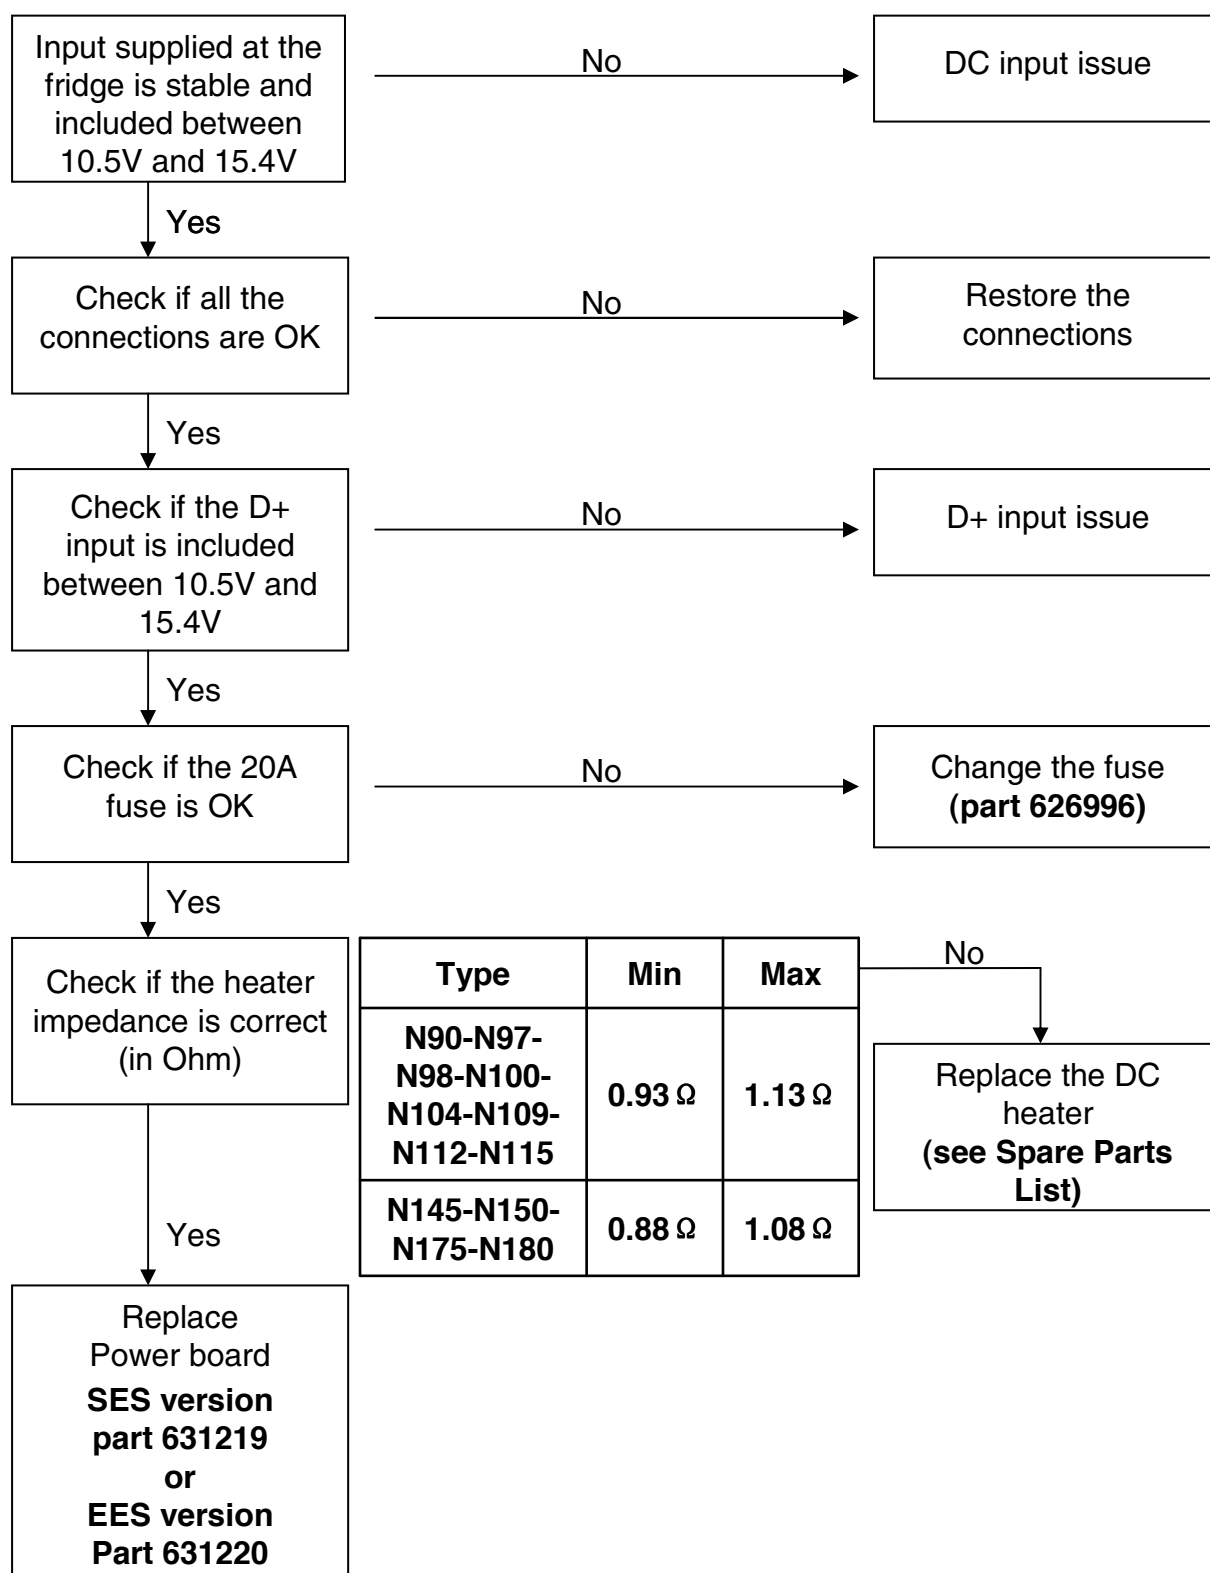 Input supplied at the
fridge is stable and
included between
10.5V and 15.4V
No
DC input issue
Yes
Check if all the
connections are OK
No
Restore the
connections
Yes
Check if the D+
input is included
between 10.5V and
15.4V
No
D+ input issue
Yes
Check if the 20A
fuse is OK
No
Change the fuse
(part 626996)
Yes
Check if the heater
impedance is correct
(in Ohm)
Type Min Max
N90-N97-
N98-N100-
N104-N109-
N112-N115
0.93 Ω 1.13 Ω
N145-N150-
N175-N180
0.88 Ω 1.08 Ω
No
Replace the DC
heater
(see Spare Parts
List)
Yes
Replace
Power board
SES version
part 631219
or
EES version
Part 631220